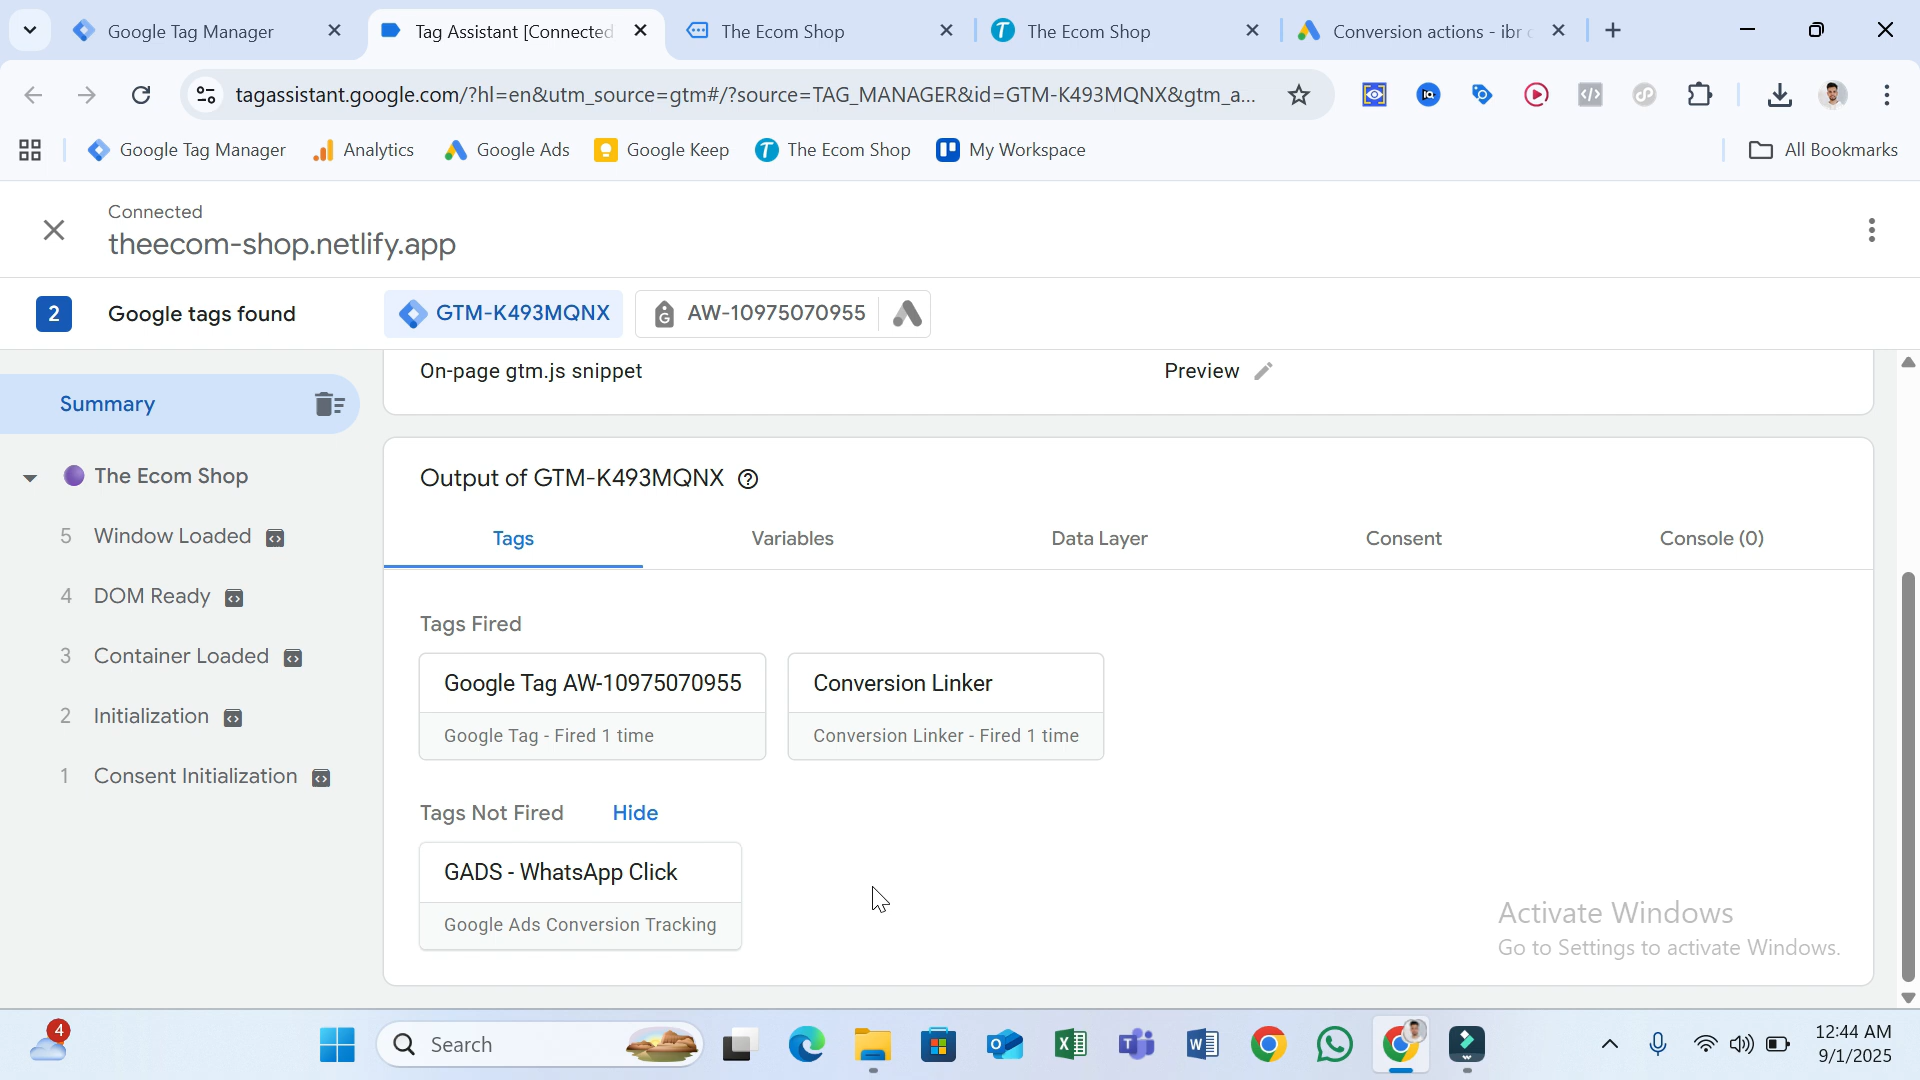 Google Tag Manager
Tag Assistant [Connected
The Ecom Shop
The Ecom Shop
Conversion actions - ibr
tagassistant.google.com/?hl=en&utm_source=gtm#/?source=TAG_MANAGER&id=GTM-K493MQNX&gtm_a...
Google Tag Manager
Analytics
Google Ads
Google Keep
The Ecom Shop
My Workspace
All Bookmarks
Connected
theecom-shop.netlify.app
2
Google tags found
GTM-K493MQNX
AW-10975070955
Summary
The Ecom Shop
5 Window Loaded
4 DOM Ready
3 Container Loaded
2 Initialization
1 Consent Initialization
On-page gtm.js snippet
Preview
Output of GTM-K493MQNX
Tags
Variables
Data Layer
Consent
Console (0)
Tags Fired
Google Tag AW-10975070955
Google Tag - Fired 1 time
Conversion Linker
Conversion Linker - Fired 1 time
Tags Not Fired
Hide
GADS - WhatsApp Click
Google Ads Conversion Tracking
Activate Windows
Go to Settings to activate Windows.
4
Search
12:44 AM
9/1/2025